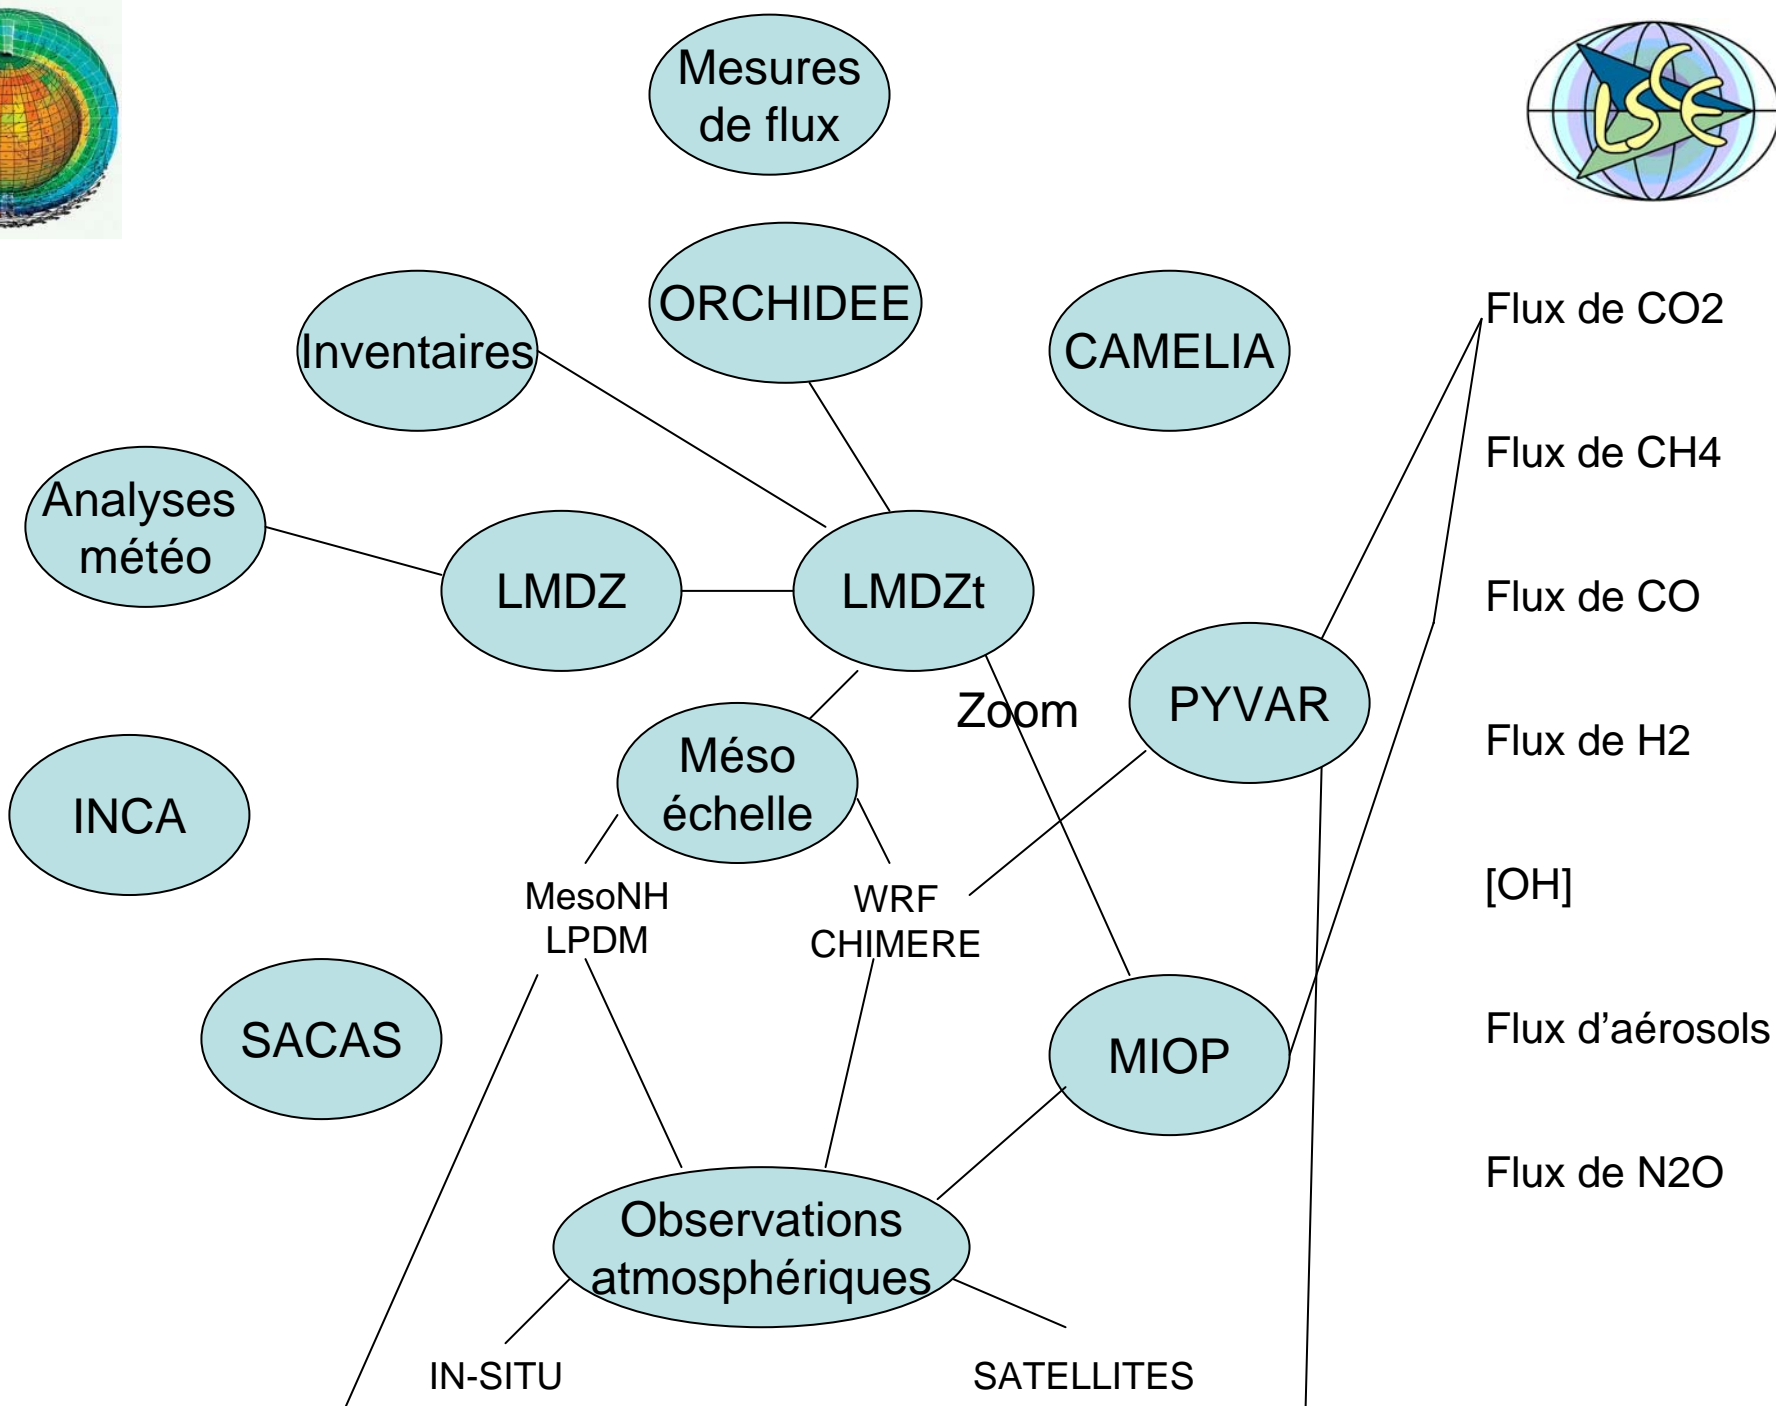 Mesures
de flux
LSCE
ORCHIDEE
Inventaires
CAMELIA
Flux de CO2
Flux de CH4
Analyses
météo
LMDZ
LMDZt
Flux de CO
Zoom
PYVAR
Flux de H2
Méso
échelle
INCA
MesoNH
LPDM
WRF
CHIMERE
[OH]
SACAS
MIOP
Flux d’aérosols
Flux de N2O
Observations
atmosphériques
IN-SITU
SATELLITES